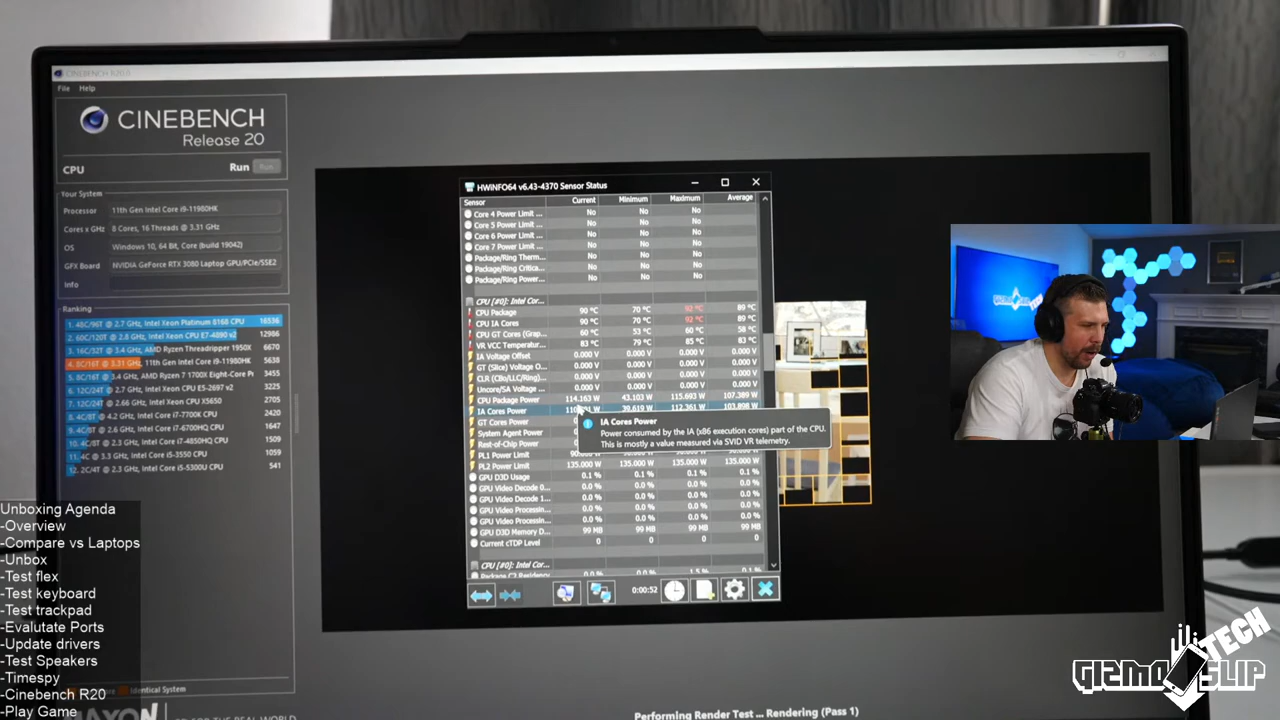 CINEBENCH R20.0
File Help
CINEBENCH
Release 20
CPU Run Run
Your System
Processor 11th Gen Intel Core i9-11980HK
Cores x GHz 8 Cores, 16 Threads @ 3.31 GHz
OS Windows 10, 64 Bit, Core (build 19042)
GFX Board NVIDIA GeForce RTX 3080 Laptop GPU/PCIe/SSE2
Info
Ranking
1. 48C/96T @ 2.7 GHz, Intel Xeon Platinum 8168 CPU 16536
2. 60C/120T @ 2.8 GHz, Intel Xeon CPU E7-4890 v2 12986
3. 16C/32T @ 3.4 GHz, AMD Ryzen Threadripper 1950X 6670
4. 8C/16T @ 3.31 GHz, 11th Gen Intel Core i9-11980HK 5638
5. 8C/16T @ 3.4 GHz, AMD Ryzen 7 1700X Eight-Core Pr 3455
6. 12C/24T @ 2.7 GHz, Intel Xeon CPU E5-2697 v2 3225
7. 12C/24T @ 2.66 GHz, Intel Xeon CPU X5650 2705
8. 4C/8T @ 4.2 GHz, Intel Core i7-7700K CPU 2420
9. 4C/8T @ 2.6 GHz, Intel Core i7-6700HQ CPU 1647
10. 4C/8T @ 2.3 GHz, Intel Core i7-4850HQ CPU 1509
11. 4C @ 3.3 GHz, Intel Core i5-3550 CPU 1059
12. 2C/4T @ 2.3 GHz, Intel Core i5-5300U CPU 541
Identical System
HWiNFO64 v6.43-4370 Sensor Status
Sensor Current Minimum Maximum Average
Core 4 Power Limit ... No No No
Core 5 Power Limit ... No No No
Core 6 Power Limit ... No No No
Core 7 Power Limit ... No No No
Package/Ring Therm... No No No
Package/Ring Critica... No No No
Package/Ring Power... No No No
CPU [#0]: Intel Cor...
CPU Package 90 °C 70 °C 92 °C 89 °C
CPU IA Cores 90 °C 70 °C 92 °C 89 °C
CPU GT Cores (Grap... 60 °C 53 °C 60 °C 58 °C
VR VCC Temperatur... 83 °C 79 °C 85 °C 83 °C
IA Voltage Offset 0.000 V 0.000 V 0.000 V 0.000 V
GT (Slice) Voltage O... 0.000 V 0.000 V 0.000 V 0.000 V
CLR (CBo/LLC/Ring)... 0.000 V 0.000 V 0.000 V 0.000 V
Uncore/SA Voltage ... 0.000 V 0.000 V 0.000 V 0.000 V
CPU Package Power 114.163 W 43.103 W 115.693 W 107.389 W
IA Cores Power 39.619 W 112.361 W 103.898 W
GT Cores Power
System Agent Power
Rest-of-Chip Power
PL1 Power Limit
PL2 Power Limit 135.000 W 135.000 W 135.000 W 135.000 W
GPU D3D Usage 0.1 % 0.1 % 0.2 % 0.1 %
GPU Video Decode 0... 0.0 % 0.0 % 0.0 % 0.0 %
GPU Video Decode 1... 0.0 % 0.0 % 0.0 % 0.0 %
GPU Video Processin... 0.0 % 0.0 % 0.0 % 0.0 %
GPU Video Processin... 0.0 % 0.0 % 0.0 % 0.0 %
GPU D3D Memory D... 99 MB 99 MB 99 MB 99 MB
Current cTDP Level 0 0 0 0
CPU [#0]: Intel Cor...
Package C2 Residency 0.0 % 0.0 % 1.5 % 0.1 %
0:00:52
IA Cores Power
Power consumed by the IA (x86 execution cores) part of the CPU.
This is mostly a value measured via SVID VR telemetry.
Performing Render Test ... Rendering (Pass 1)
Unboxing Agenda
-Overview
-Compare vs Laptops
-Unbox
-Test flex
-Test keyboard
-Test trackpad
-Evalutate Ports
-Update drivers
-Test Speakers
-Timespy
-Cinebench R20
-Play Game
GIZMO SLIP
TECH